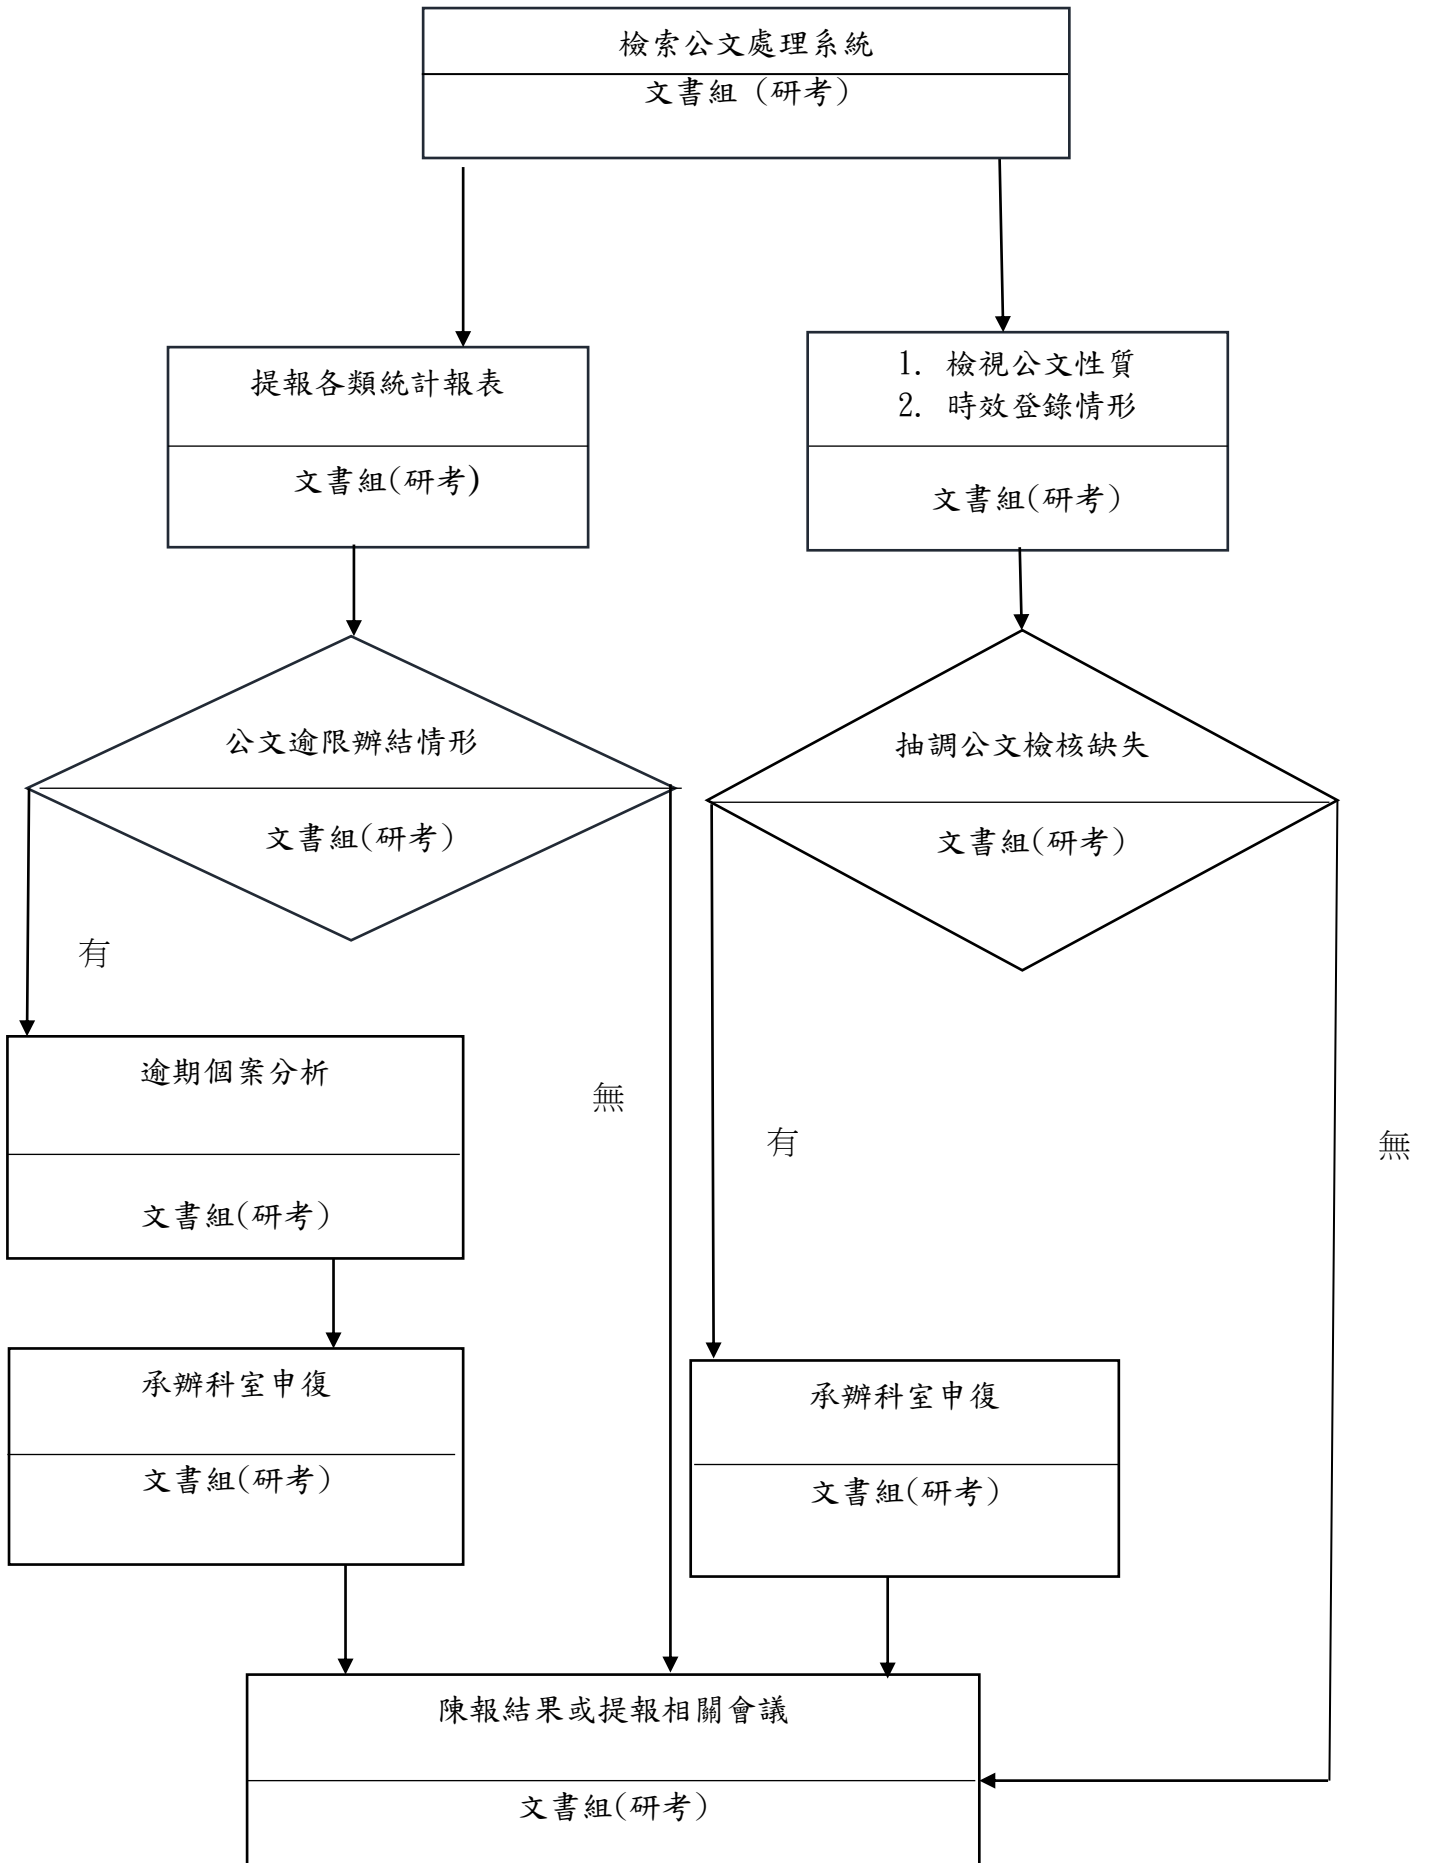 檢索公文處理系統
文書組（研考）
提報各類統計報表
文書組(研考)
1. 檢視公文性質
2. 時效登錄情形
文書組(研考)
公文逾限辦結情形
文書組(研考)
抽調公文檢核缺失
文書組(研考)
有
無
有
無
逾期個案分析
文書組(研考)
承辦科室申復
文書組(研考)
承辦科室申復
文書組(研考)
陳報結果或提報相關會議
文書組(研考)